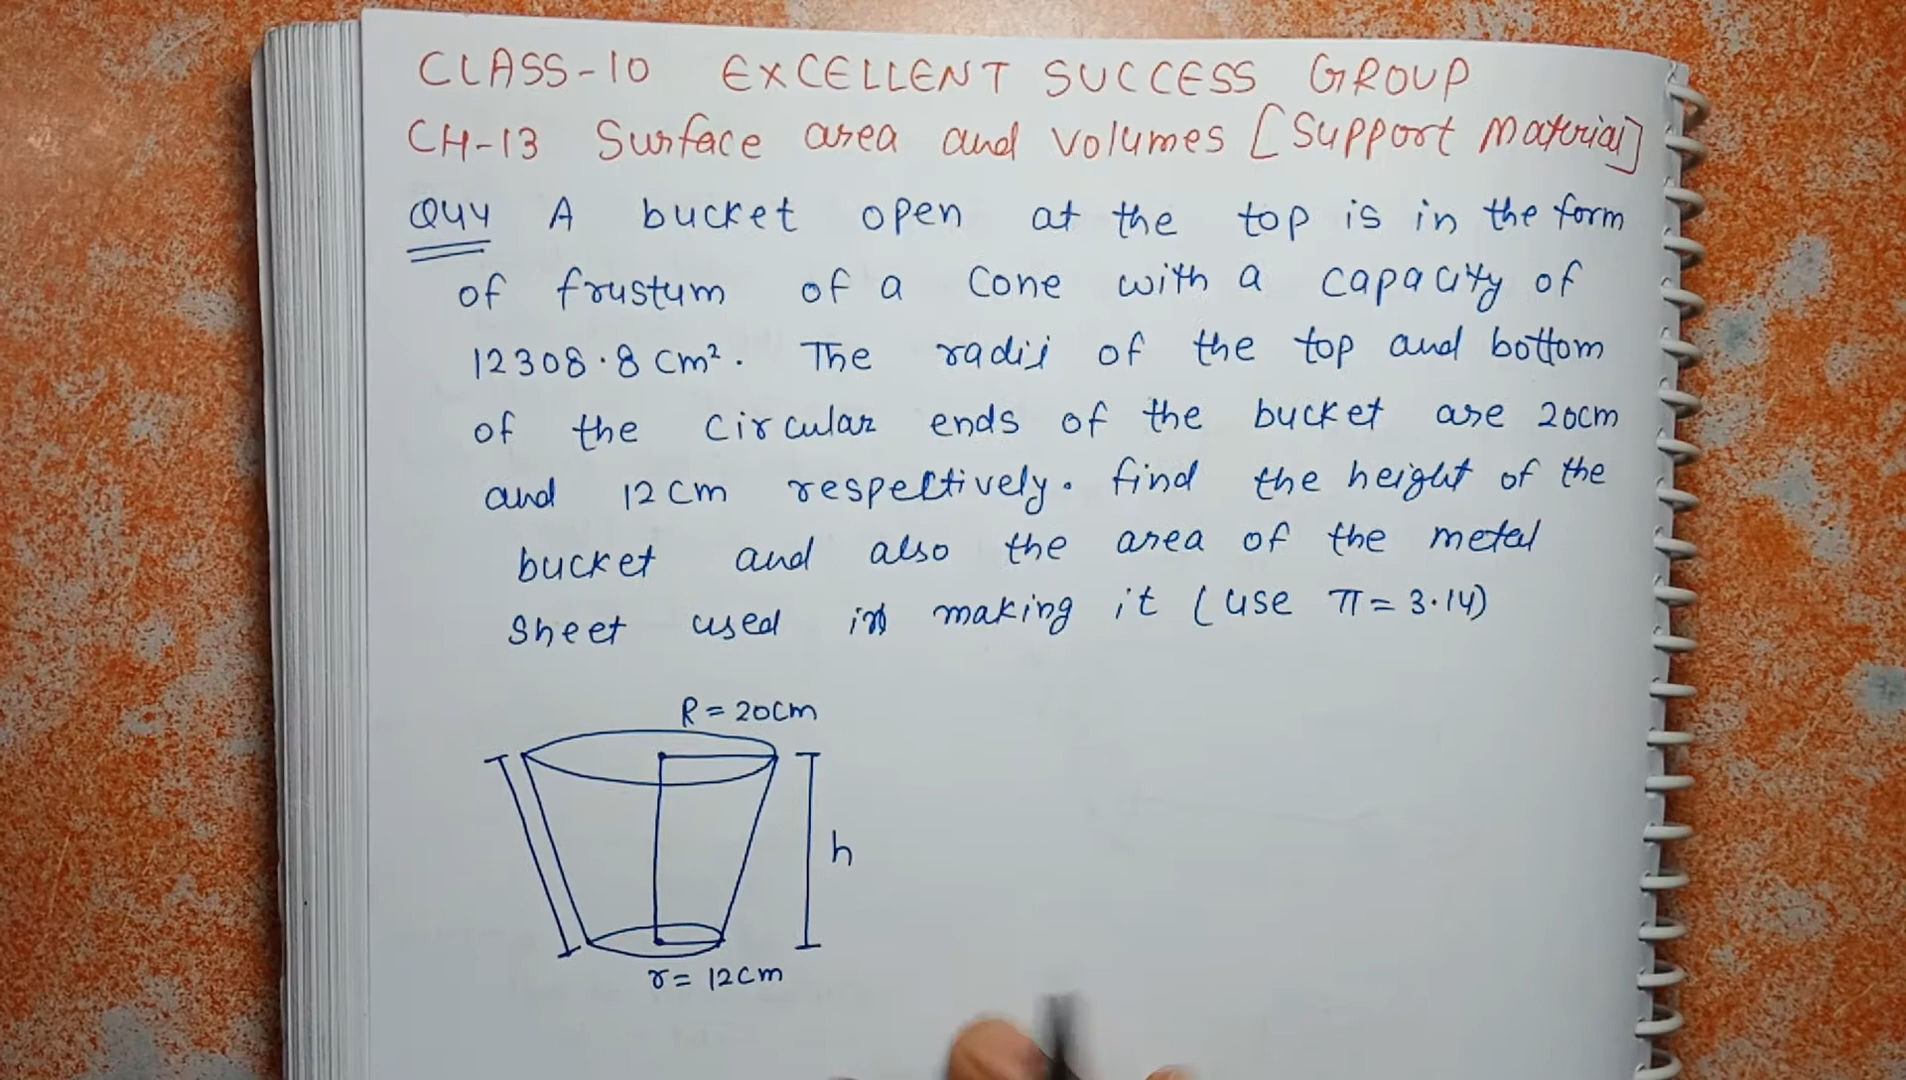 CLASS-10 EXCELLENT SUCCESS GROUP
CH-13 Surface area and volumes [Support Material]
Q44 A bucket open at the top is in the form
of frustum of a cone with a capacity of
12308.8 cm². The radii of the top and bottom
of the circular ends of the bucket are 20cm
and 12cm respectively. find the height of the
bucket and also the area of the metal
sheet used in making it (use π = 3.14)
R = 20cm
h
r = 12cm